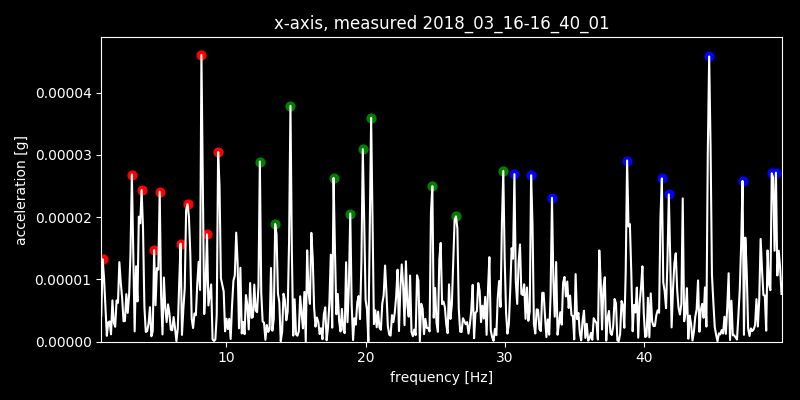 x-axis, measured 2018_03_16-16_40_01
0.00004
0.00003
0.00002
0.00001
0.00000
acceleration [g]
10 20 30 40
frequency [Hz]